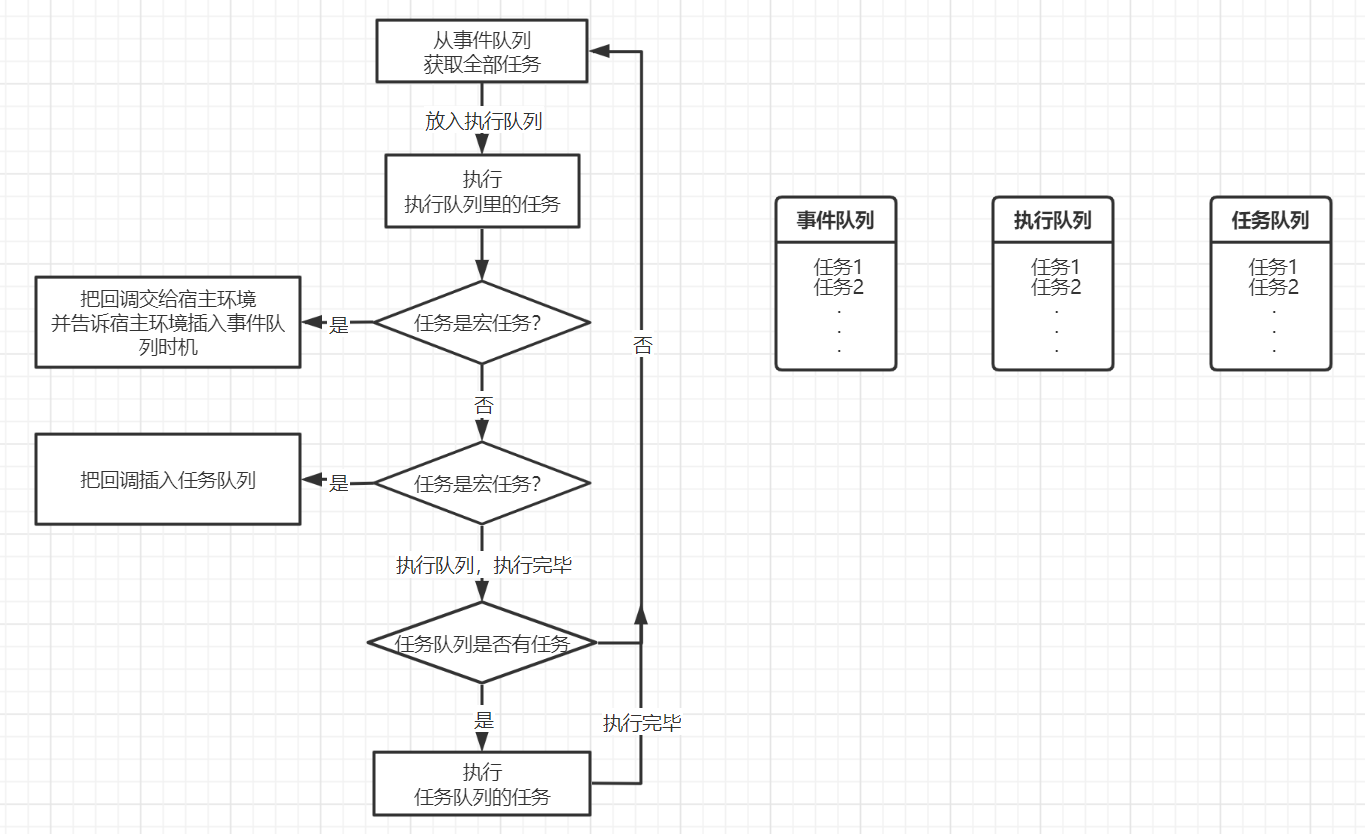 从事件队列
获取全部任务
放入执行队列
执行
执行队列里的任务
任务是宏任务？
是
把回调交给宿主环境
并告诉宿主环境插入事件队
列时机
否
否
任务是宏任务？
是
把回调插入任务队列
执行队列，执行完毕
任务队列是否有任务
是
执行完毕
执行
任务队列的任务
事件队列
任务1
任务2
.
.
.
执行队列
任务1
任务2
.
.
.
任务队列
任务1
任务2
.
.
.